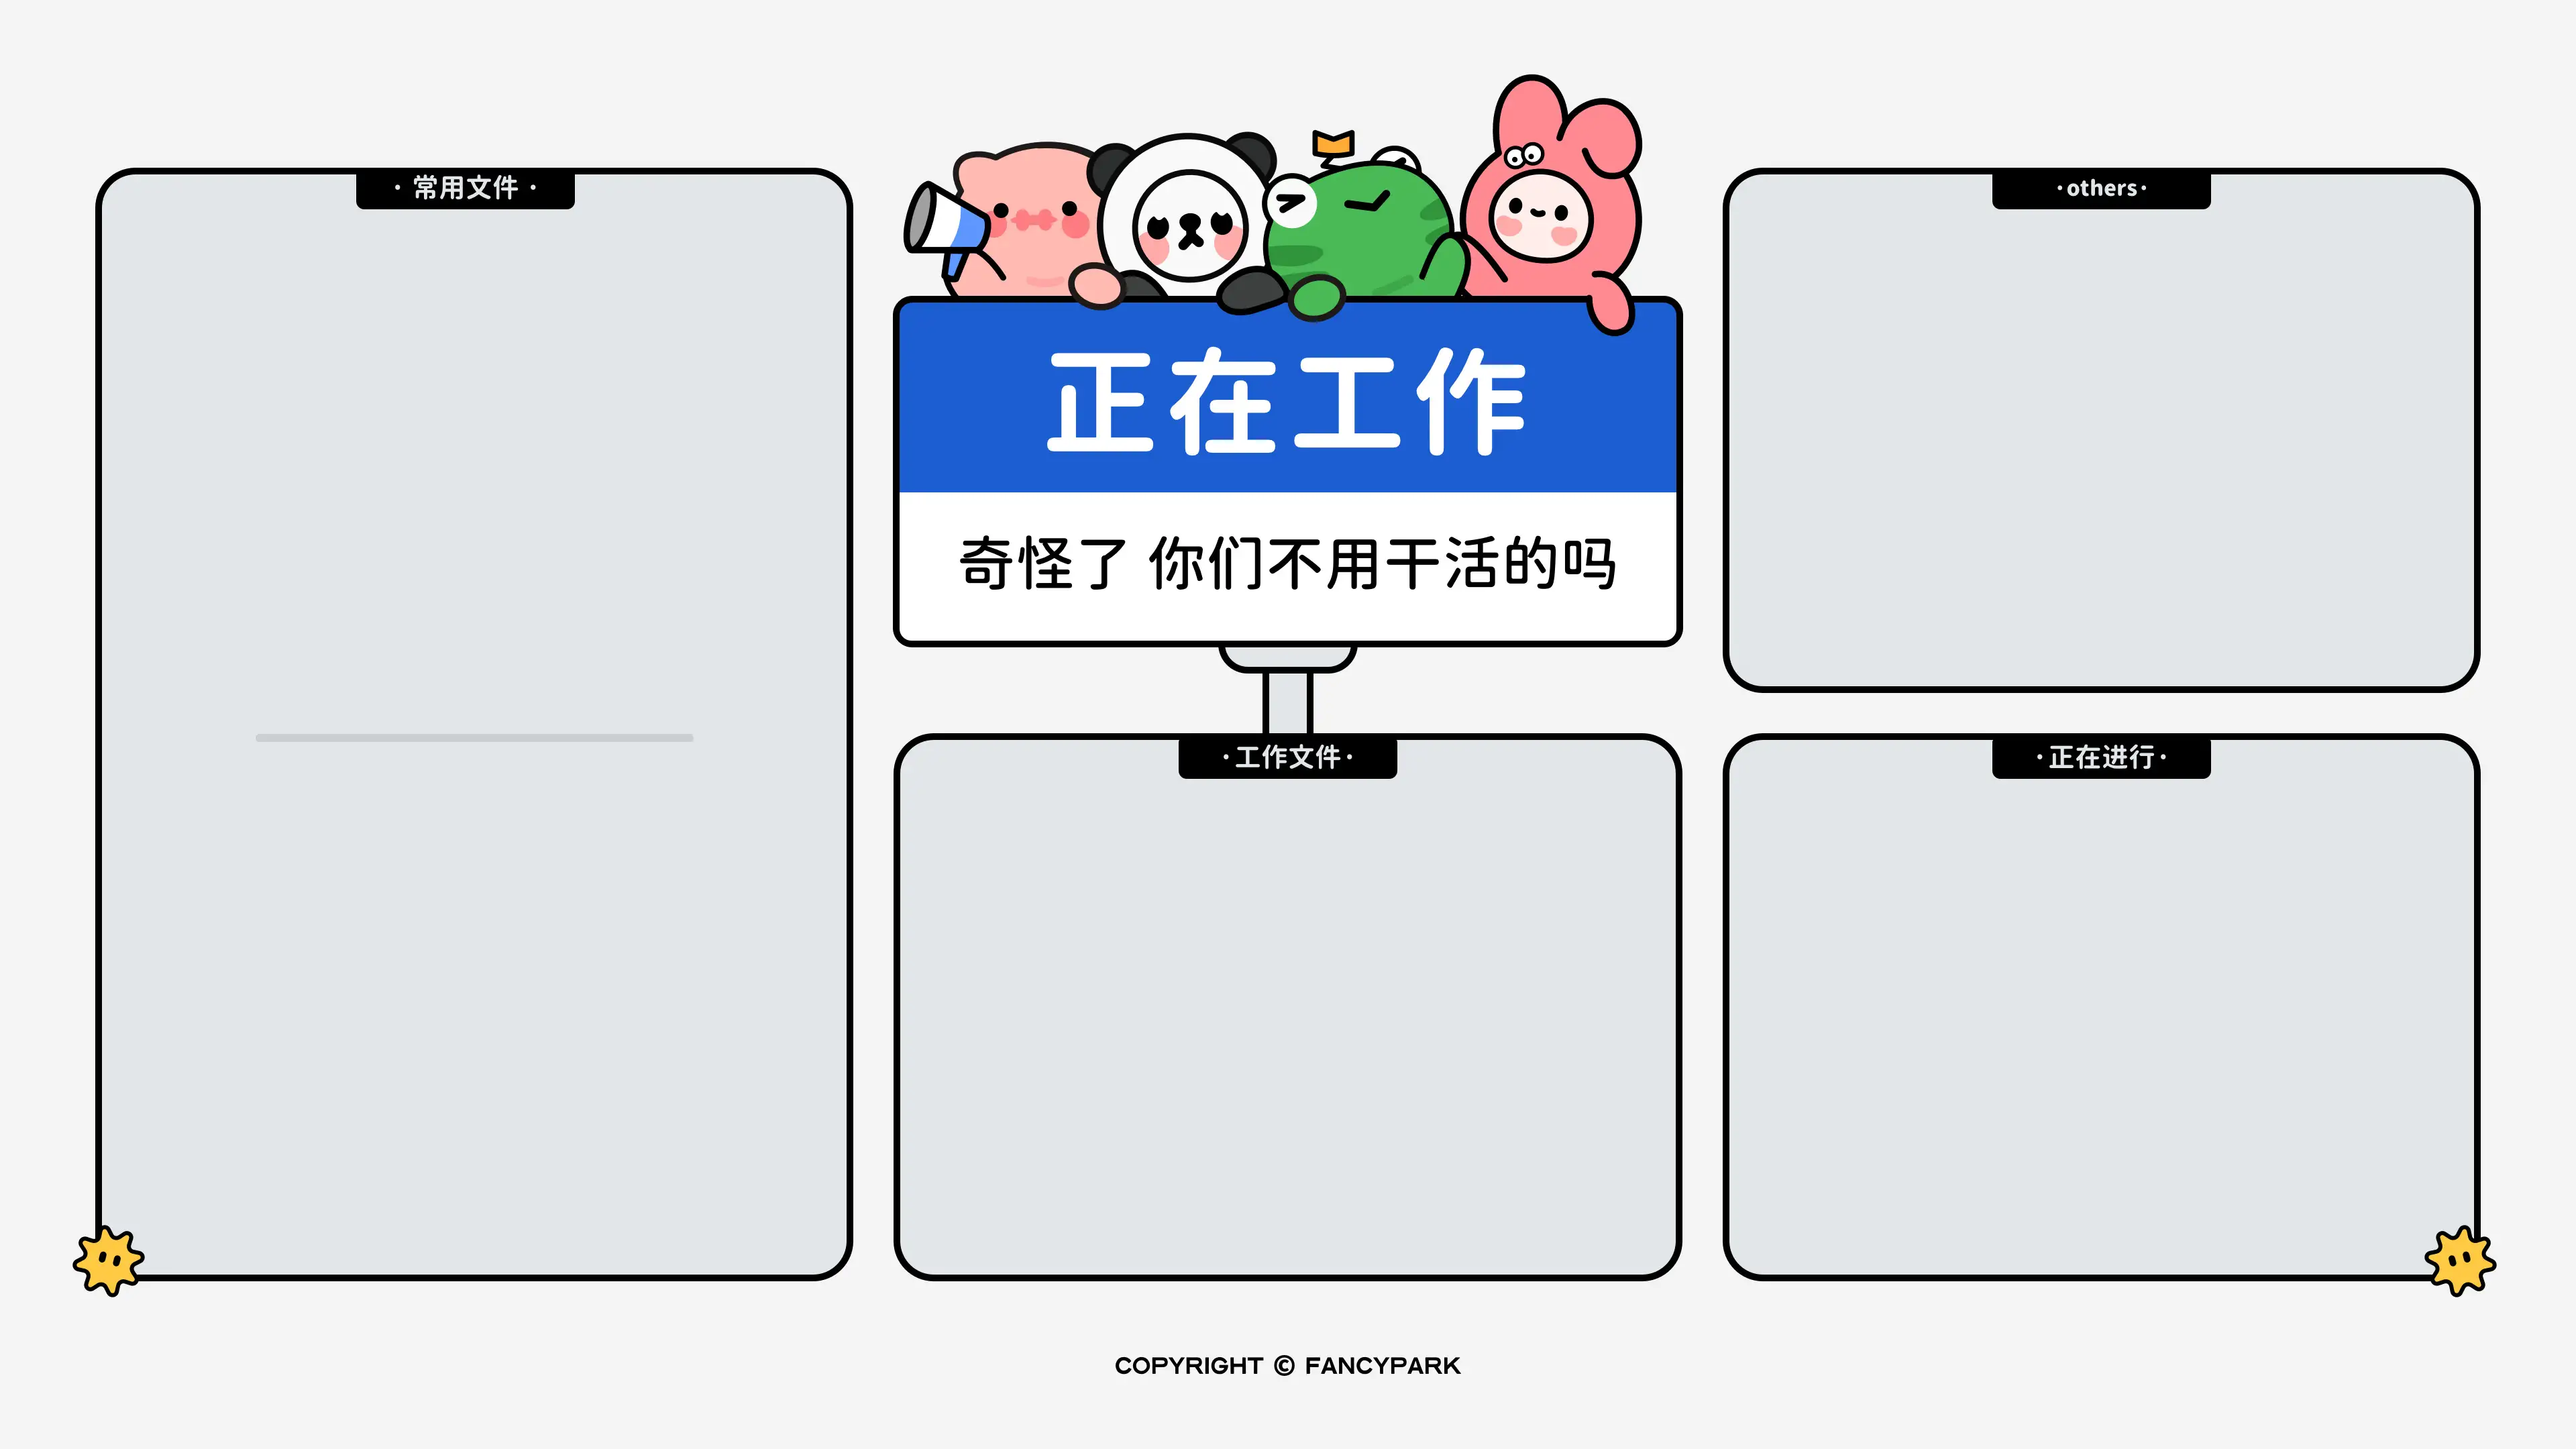 · 常用文件 ·
正在工作
奇怪了 你们不用干活的吗
·others·
·工作文件·
·正在进行·
COPYRIGHT © FANCYPARK